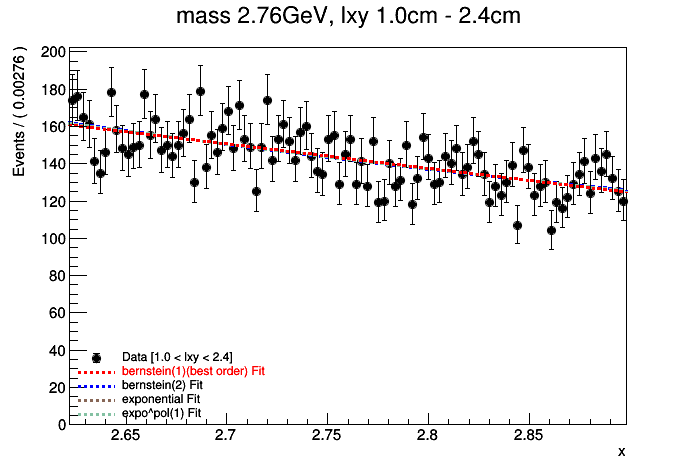 mass 2.76GeV, lxy 1.0cm - 2.4cm
Events / ( 0.00276 )
200
180
160
140
120
100
80
60
40
20
0
Data [1.0 < lxy < 2.4]
bernstein(1)(best order) Fit
bernstein(2) Fit
exponential Fit
expo^pol(1) Fit
2.65 2.7 2.75 2.8 2.85
x